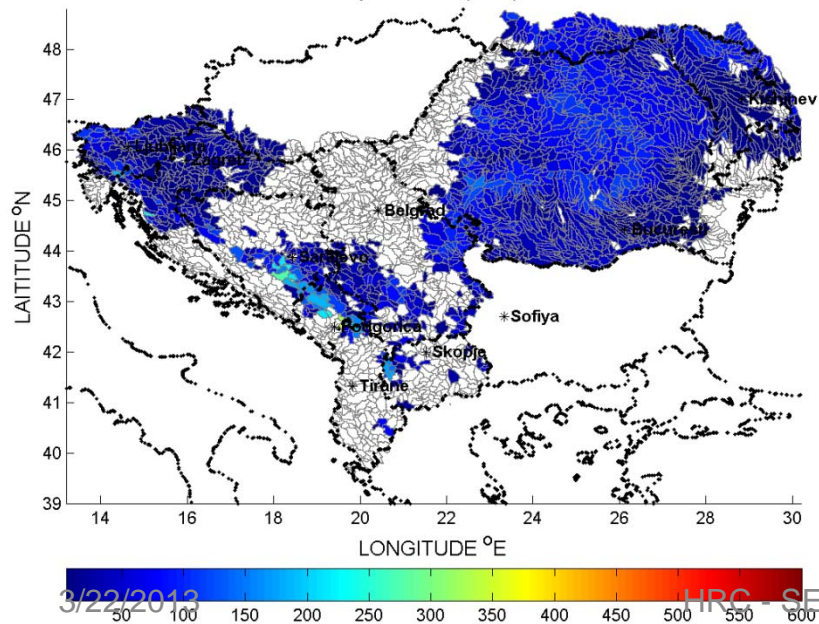 48
47
46
45
44
43
42
41
40
39
LAITITUDE °N
Kishinev
Ljubljana
Zagreb
Belgrad
Bucuresti
Sarajevo
Sofiya
Podgorica
Skopje
Tirane
14 16 18 20 22 24 26 28 30
LONGITUDE °E
50 100 150 200 250 300 350 400 450 500 550 600
3/22/2013 HRC - SE